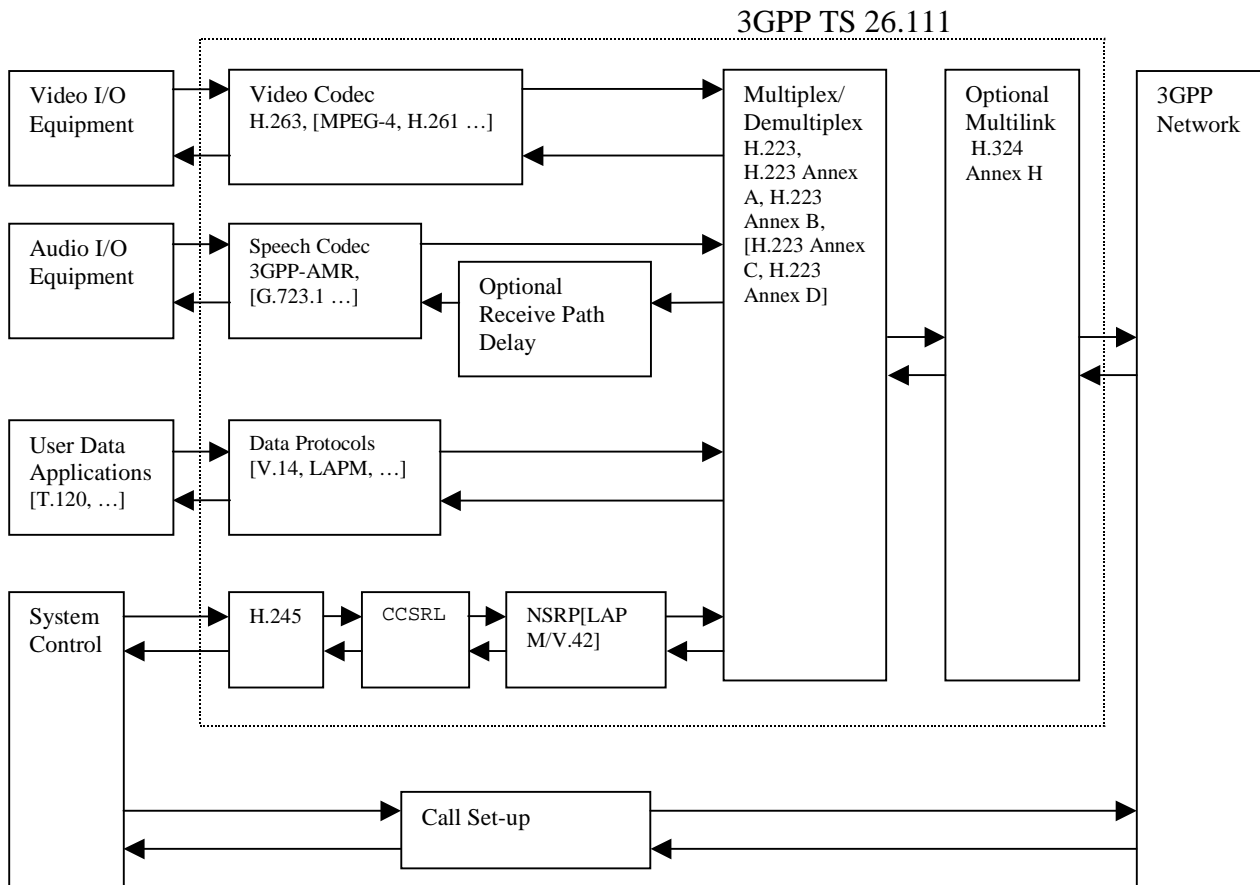 3GPP TS 26.111
Video I/O
Equipment
Video Codec
H.263, [MPEG-4, H.261 …]
Multiplex/
Demultiplex
H.223,
H.223 Annex
A, H.223
Annex B,
[H.223 Annex
C, H.223
Annex D]
Optional
Multilink
H.324
Annex H
3GPP
Network
Audio I/O
Equipment
Speech Codec
3GPP-AMR,
[G.723.1 …]
Optional
Receive Path
Delay
User Data
Applications
[T.120, …]
Data Protocols
[V.14, LAPM, …]
System
Control
H.245
CCSRL
NSRP[LAP
M/V.42]
Call Set-up